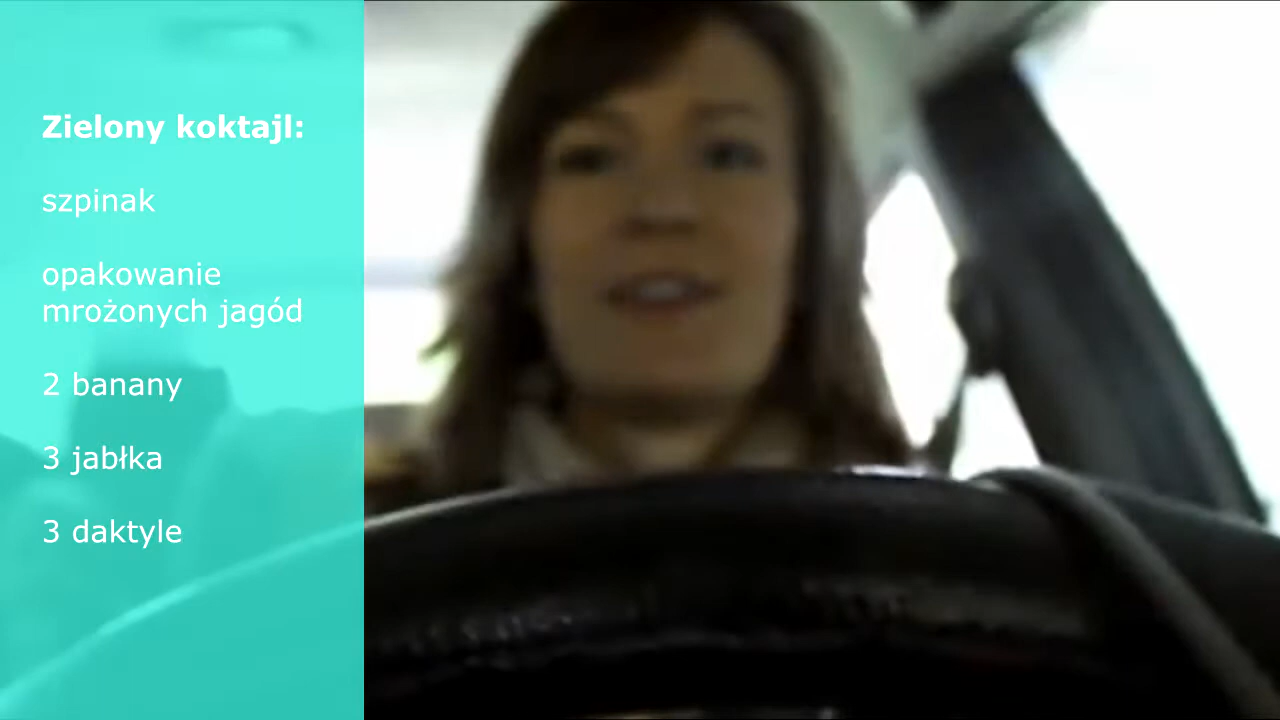 Zielony koktajl:
szpinak
opakowanie
mrożonych jagód
2 banany
3 jabłka
3 daktyle